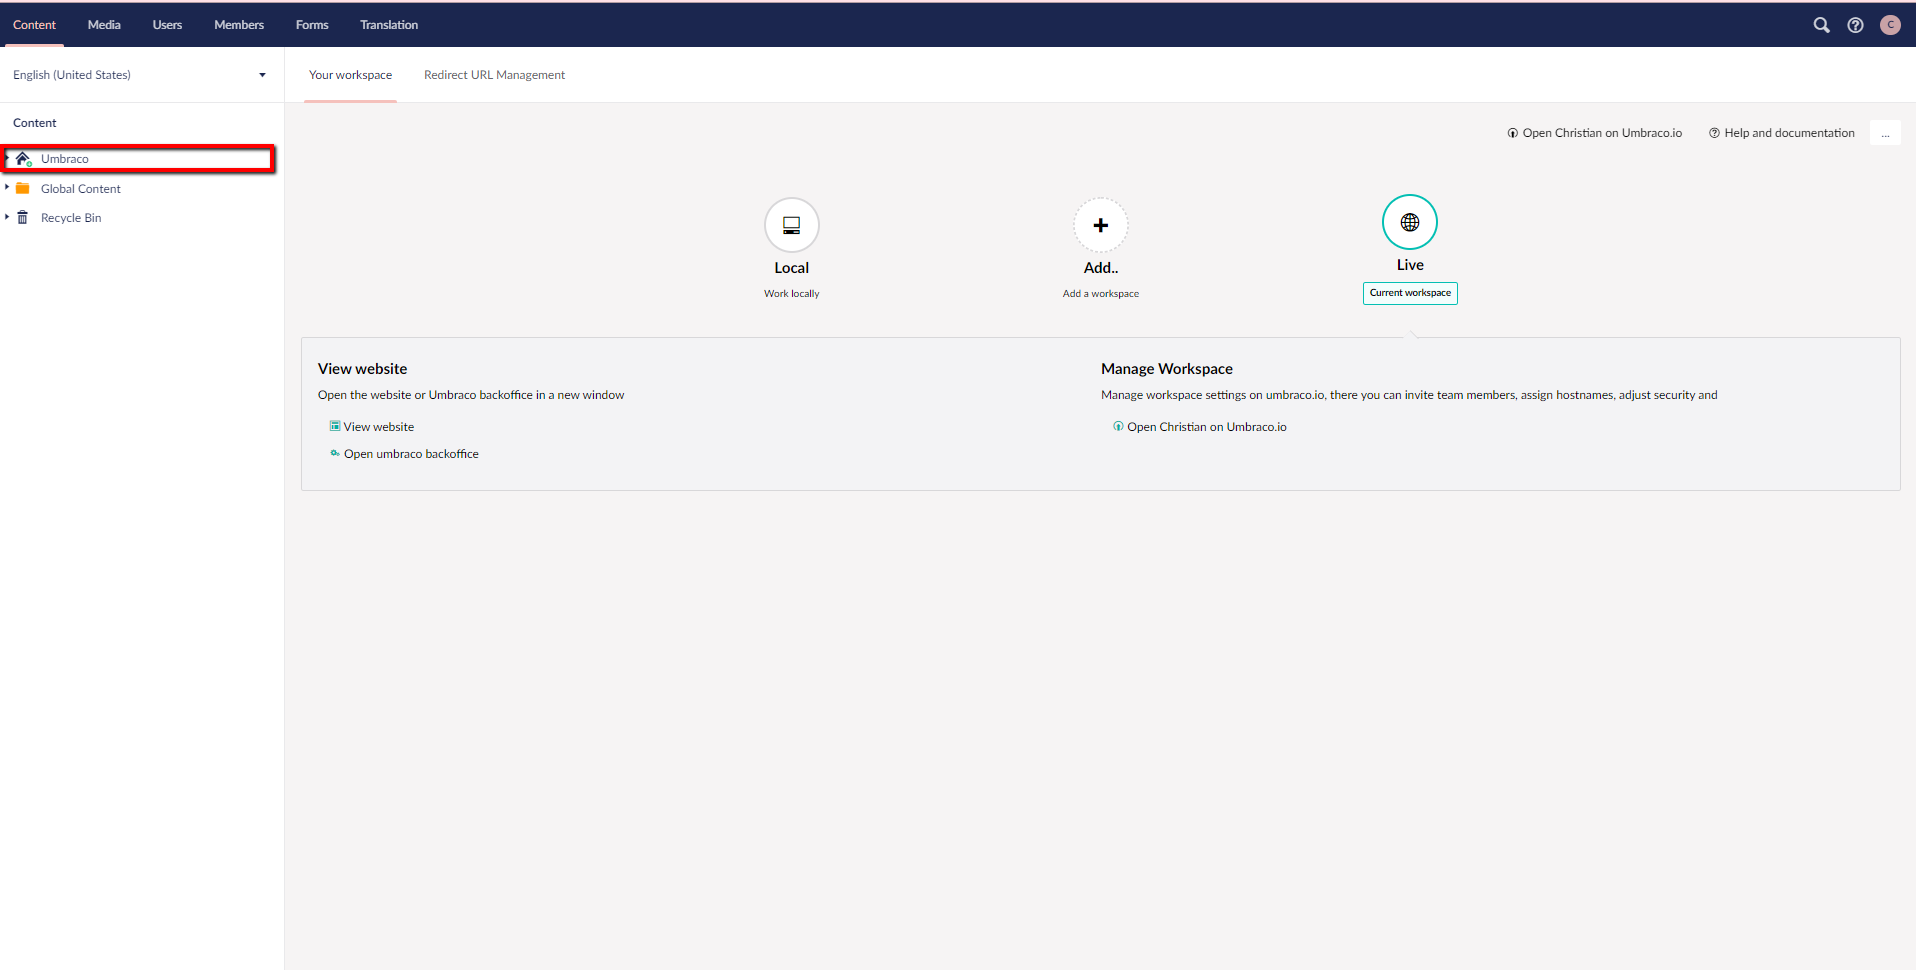 Content Media Users Members Forms Translation C
English (United States)
Your workspace Redirect URL Management
Content
Open Christian on Umbraco.io Help and documentation ...
Umbraco
Global Content
Recycle Bin
Local
Work locally
Add..
Add a workspace
Live
Current workspace
View website
Open the website or Umbraco backoffice in a new window
View website
Open umbraco backoffice
Manage Workspace
Manage workspace settings on umbraco.io, there you can invite team members, assign hostnames, adjust security and
Open Christian on Umbraco.io